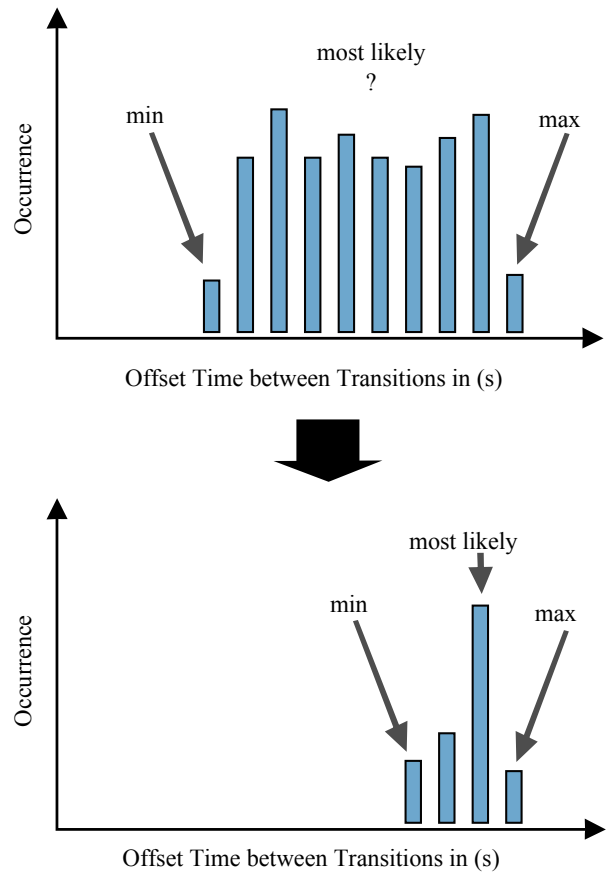 most likely
?
min
max
Occurrence
Offset Time between Transitions in (s)
most likely
min
max
Occurrence
Offset Time between Transitions in (s)